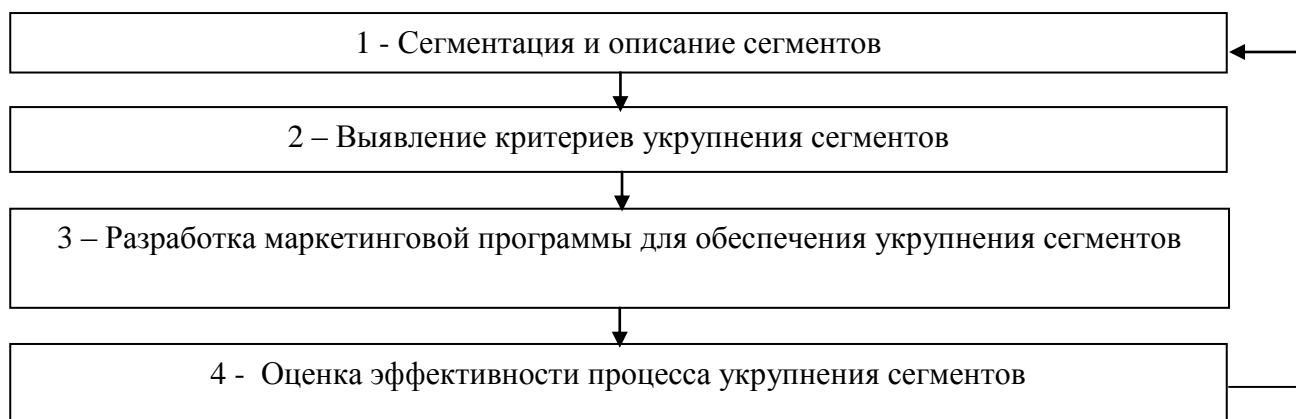 1 - Сегментация и описание сегментов
2 – Выявление критериев укрупнения сегментов
3 – Разработка маркетинговой программы для обеспечения укрупнения сегментов
4 - Оценка эффективности процесса укрупнения сегментов